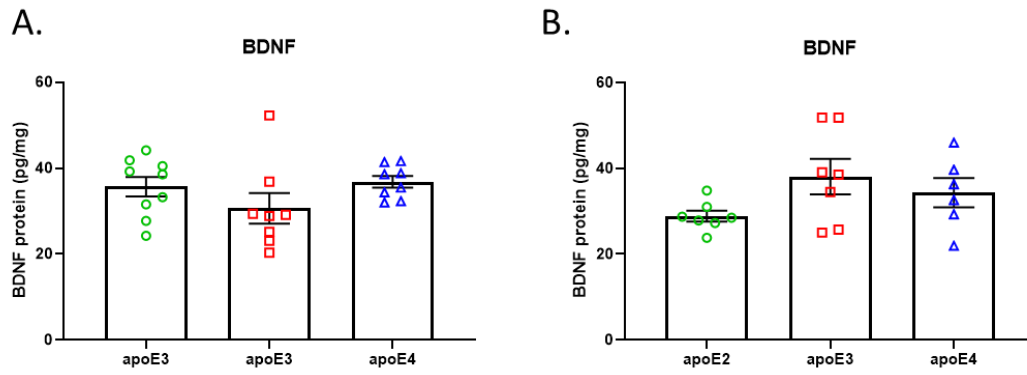 A.
BDNF
BDNF protein (pg/mg)
60
40
20
0
apoE3 apoE3 apoE4
B.
BDNF
BDNF protein (pg/mg)
60
40
20
0
apoE2 apoE3 apoE4